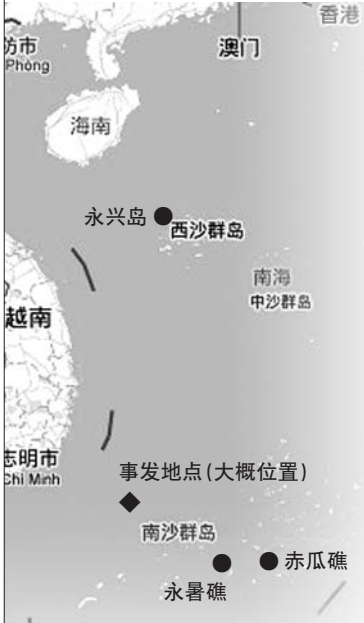 香港
澳门
防市
Phòng
海南
永兴岛
西沙群岛
南海
中沙群岛
越南
志明市
Chí Minh
事发地点(大概位置)
南沙群岛
赤瓜礁
永暑礁